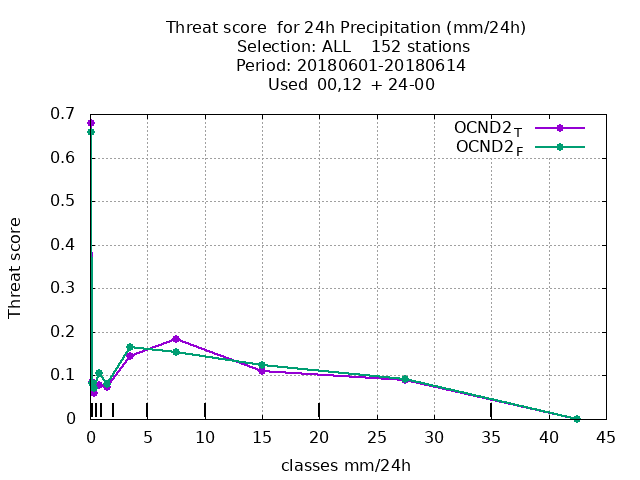 Threat score  for 24h Precipitation (mm/24h)
Selection: ALL    152 stations
Period: 20180601-20180614
Used  00,12  + 24-00
OCND2T
OCND2F
Threat score
0.7
0.6
0.5
0.4
0.3
0.2
0.1
0
0 5 10 15 20 25 30 35 40 45
classes mm/24h